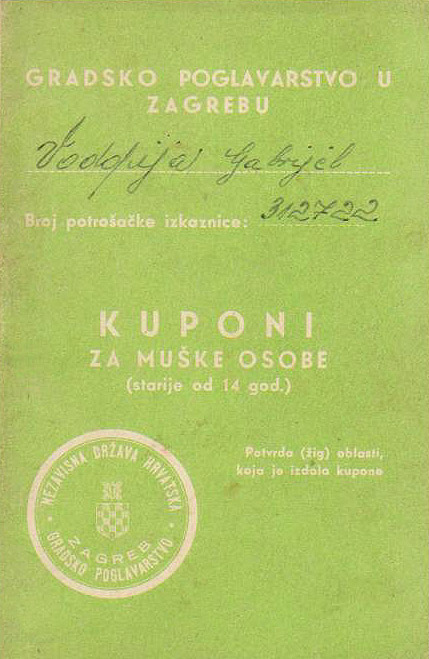 GRADSKO POGLAVARSTVO U
ZAGREBU
Vodopija Gabrijel
Broj potrošačke izkaznice: 312722
KUPONI
ZA MUŠKE OSOBE
(starije od 14 god.)
Potvrda (žig) oblasti,
koja je izdala kupone
NEZAVISNA DRŽAVA HRVATSKA
ZAGREB
GRADSKO POGLAVARSTVO